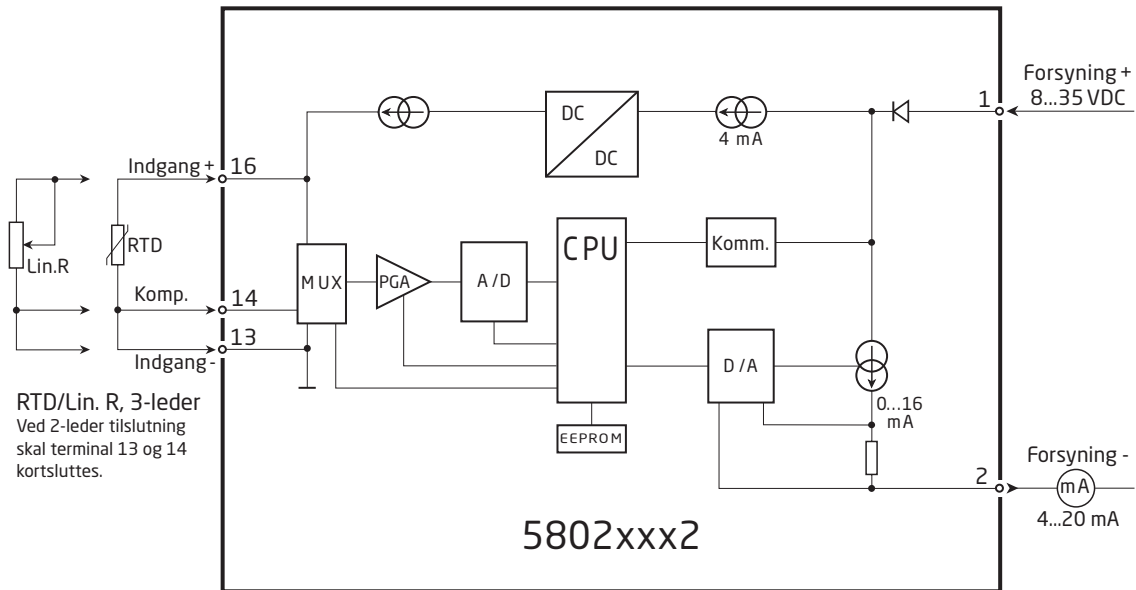 Forsyning +
8...35 VDC
1
DC
DC
4 mA
Indgang +
16
RTD
Lin.R
CPU
Komm.
MUX
PGA
A/D
Komp.
14
13
Indgang -
D/A
RTD/Lin. R, 3-leder
Ved 2-leder tilslutning
skal terminal 13 og 14
kortsluttes.
0...16
mA
EEPROM
Forsyning -
2
mA
4...20 mA
5802xxx2